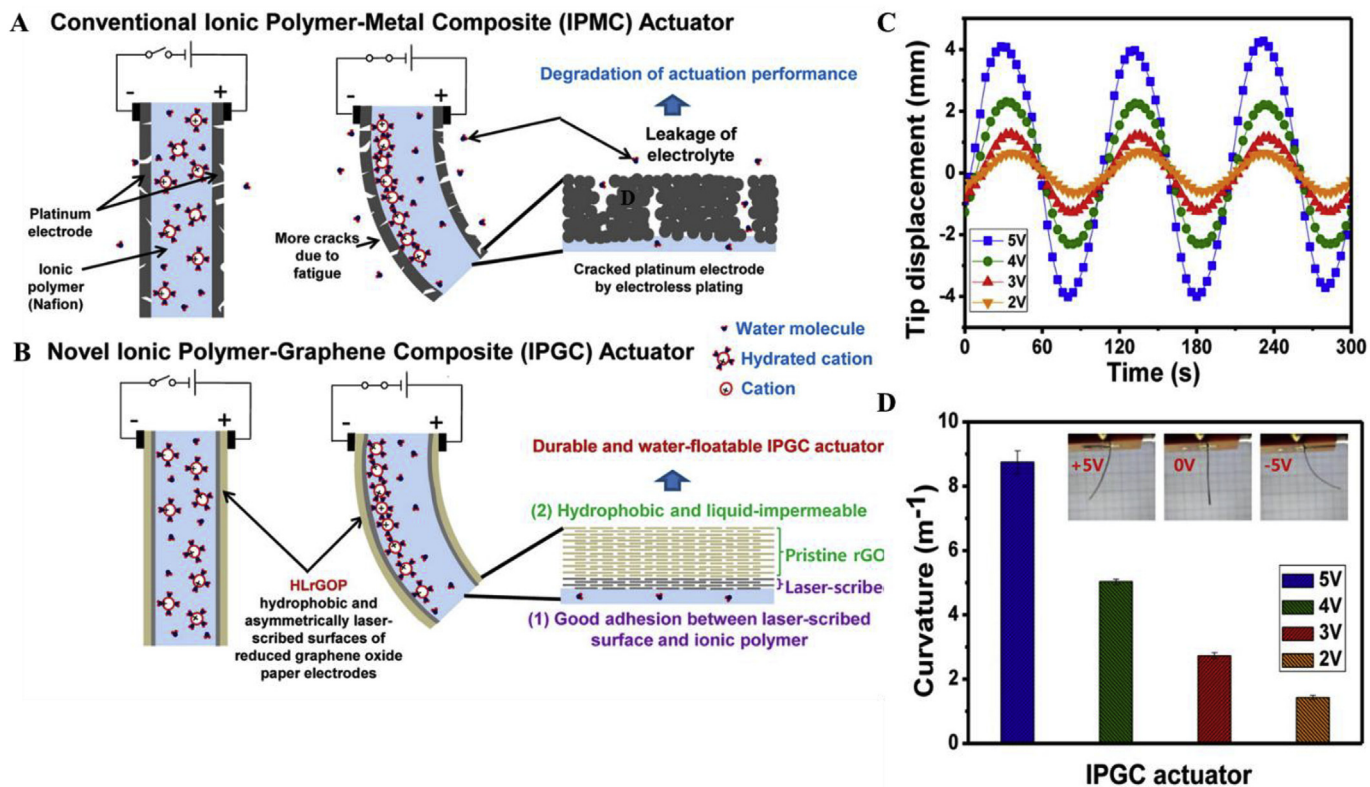 A Conventional Ionic Polymer-Metal Composite (IPMC) Actuator
- +
- +
Degradation of actuation performance
Leakage of
electrolyte
D
Platinum
electrode
Ionic
polymer
(Nafion)
More cracks
due to
fatigue
Cracked platinum electrode
by electroless plating
Water molecule
Hydrated cation
Cation
B Novel Ionic Polymer-Graphene Composite (IPGC) Actuator
- +
- +
Durable and water-floatable IPGC actuator
(2) Hydrophobic and liquid-impermeable
Pristine rGO
Laser-scribed
(1) Good adhesion between laser-scribed
surface and ionic polymer
HLrGOP
hydrophobic and
asymmetrically laser-
scribed surfaces of
reduced graphene oxide
paper electrodes
C
Tip displacement (mm)
4
2
0
-2
-4
5V
4V
3V
2V
0 60 120 180 240 300
Time (s)
D
Curvature (m-1)
10
8
6
4
2
0
+5V 0V -5V
5V
4V
3V
2V
IPGC actuator